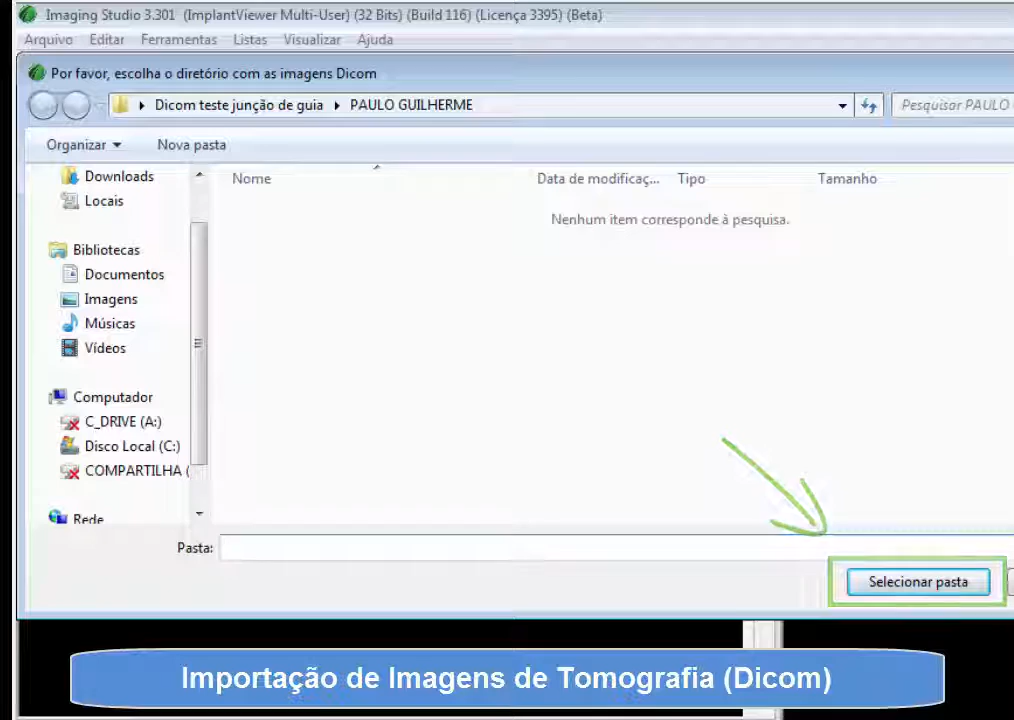 Imaging Studio 3.301 (ImplantViewer Multi-User) (32 Bits) (Build 116) (Licença 3395) (Beta)
Arquivo Editar Ferramentas Listas Visualizar Ajuda
Por favor, escolha o diretório com as imagens Dicom
Dicom teste junção de guia PAULO GUILHERME
Pesquisar PAULO
Organizar Nova pasta
Nome Data de modificaç... Tipo Tamanho
Nenhum item corresponde à pesquisa.
Downloads
Locais
Bibliotecas
Documentos
Imagens
Músicas
Vídeos
Computador
C_DRIVE (A:)
Disco Local (C:)
COMPARTILHA (
Rede
Pasta:
Selecionar pasta
Importação de Imagens de Tomografia (Dicom)